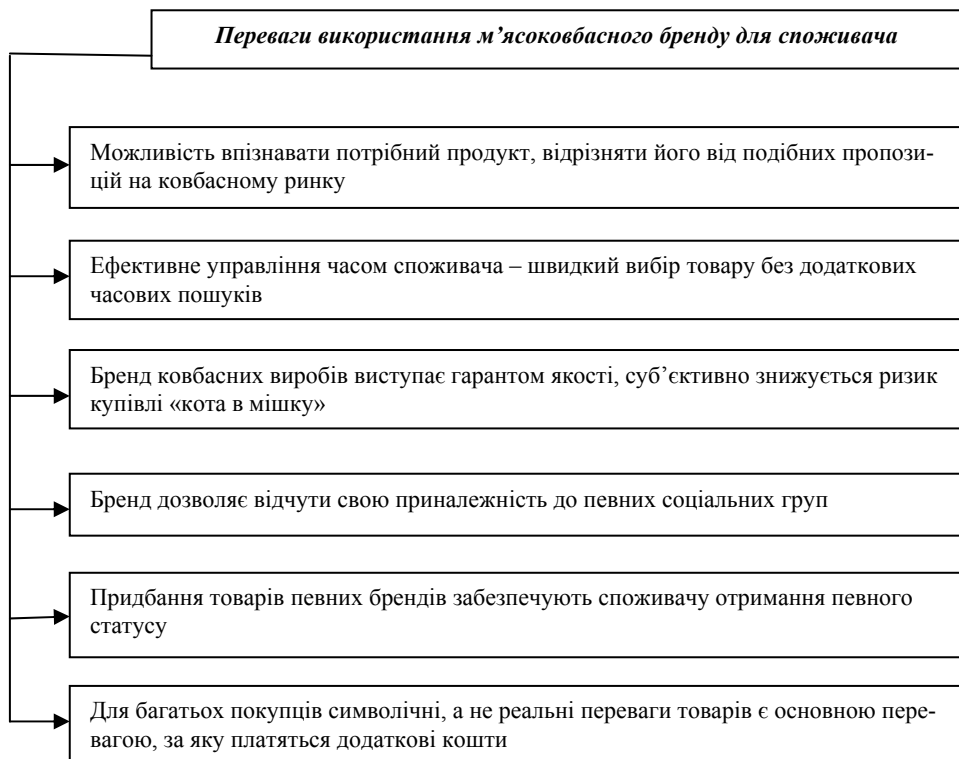 Переваги використання м’ясоковбасного бренду для споживача
Можливість впізнавати потрібний продукт, відрізняти його від подібних пропози-
цій на ковбасному ринку
Ефективне управління часом споживача – швидкий вибір товару без додаткових
часових пошуків
Бренд ковбасних виробів виступає гарантом якості, суб’єктивно знижується ризик
купівлі «кота в мішку»
Бренд дозволяє відчути свою приналежність до певних соціальних груп
Придбання товарів певних брендів забезпечують споживачу отримання певного
статусу
Для багатьох покупців символічні, а не реальні переваги товарів є основною пере-
вагою, за яку платяться додаткові кошти